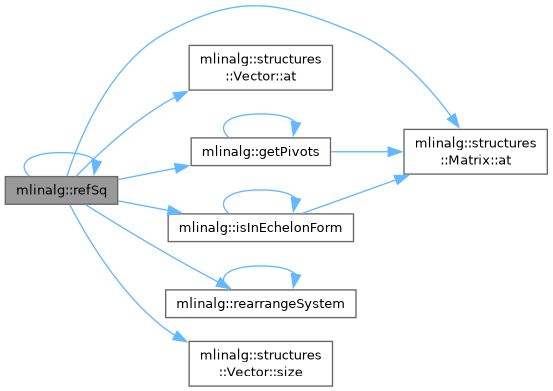 mlinalg::structures
::Vector::at
mlinalg::getPivots
mlinalg::structures
::Matrix::at
mlinalg::refSq
mlinalg::isInEchelonForm
mlinalg::rearrangeSystem
mlinalg::structures
::Vector::size